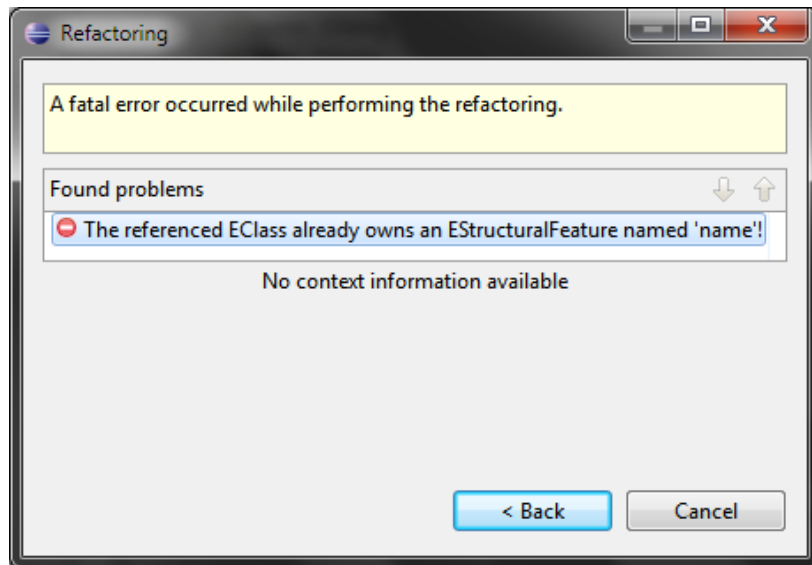 Refactoring
A fatal error occurred while performing the refactoring.
Found problems
The referenced EClass already owns an EStructuralFeature named 'name'!
No context information available
< Back
Cancel